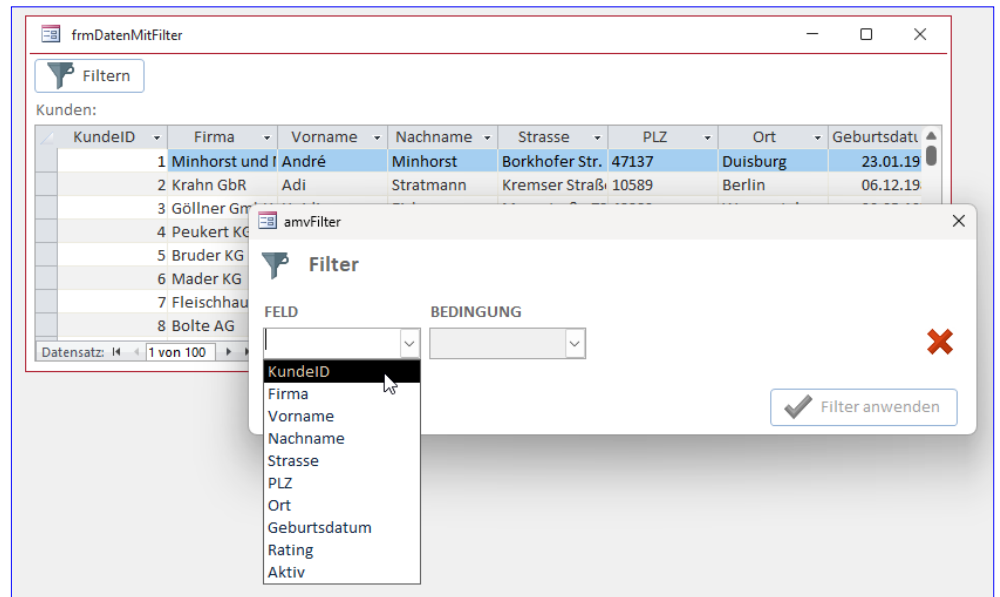 frmDatenMitFilter
Filtern
Kunden:
KundeID Firma Vorname Nachname Strasse PLZ Ort Geburtsdatu
1 Minhorst und André Minhorst Borkhofer Str. 47137 Duisburg 23.01.19
2 Krahn GbR Adi Stratmann Kremser Straß 10589 Berlin 06.12.19
3 Göllner
4 Peukert KG
5 Bruder KG
6 Mader KG
7 Fleischhau
8 Bolte AG
Datensatz: 1 von 100
amvFilter
Filter
FELD BEDINGUNG
KundeID
Firma
Vorname
Nachname
Strasse
PLZ
Ort
Geburtsdatum
Rating
Aktiv
Filter anwenden